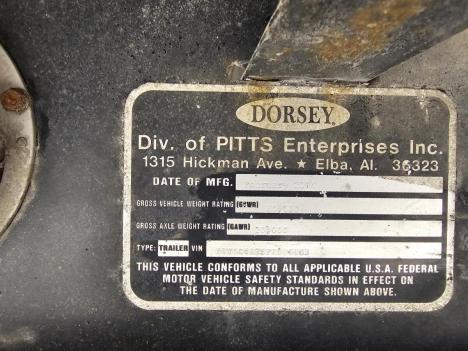 DORSEY
Div. of PITTS Enterprises Inc.
1315 Hickman Ave. ★ Elba, Al. 36323
DATE OF MFG.
GROSS VEHICLE WEIGHT RATING (GVWR)
GROSS AXLE WEIGHT RATING (GAWR)
TYPE: TRAILER VIN
THIS VEHICLE CONFORMS TO ALL APPLICABLE U.S.A. FEDERAL
MOTOR VEHICLE SAFETY STANDARDS IN EFFECT ON
THE DATE OF MANUFACTURE SHOWN ABOVE.